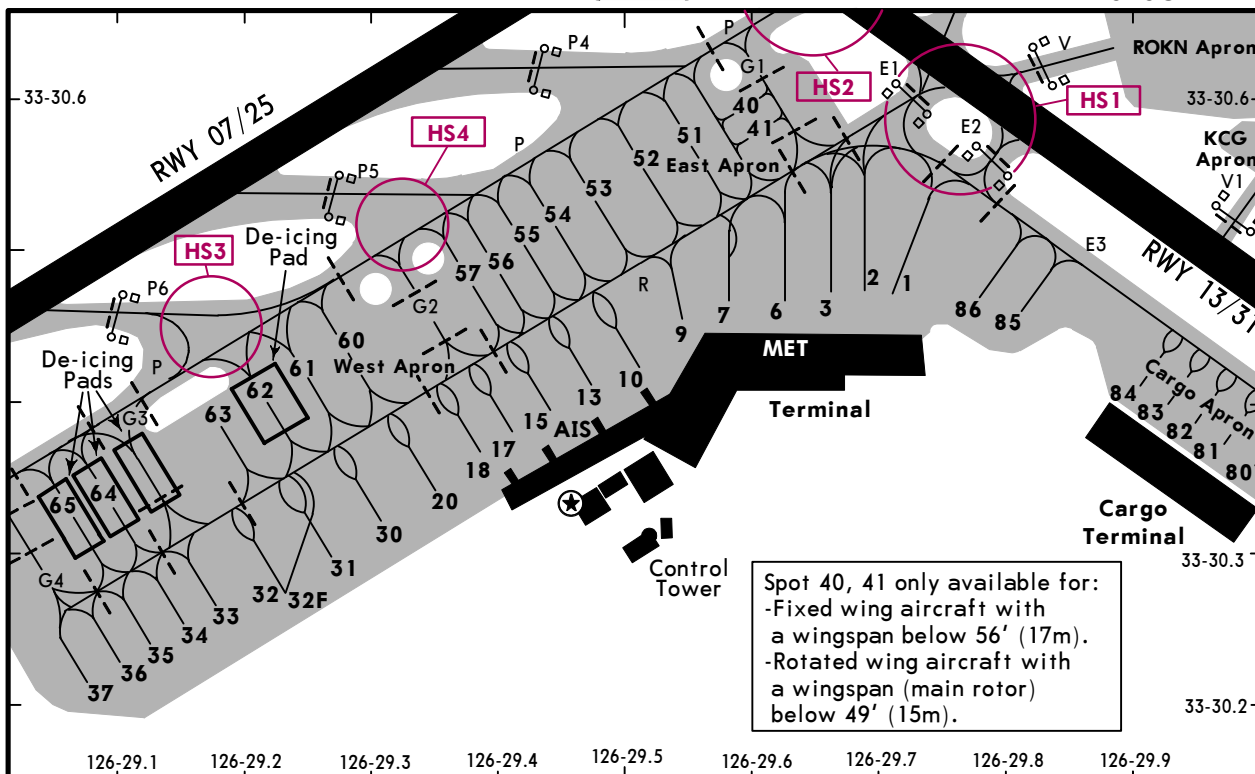 P
P4
E1
V
ROKN Apron
G1
HS2
HS1
33-30.6
33-30.6
RWY 07/25
HS4
40
51
41
E2
KCG
Apron
V1
P
52
East Apron
P5
53
De-icing
Pad
HS3
54
55
56
57
E3
RWY 13/31
R
2
1
3
6
7
9
86
85
P6
G2
60
61
MET
West Apron
De-icing
Pads
P
62
63
10
13
15
17
18
AIS
Terminal
Cargo Apron
84
83
82
81
80
G3
64
65
20
30
31
32
32F
33
34
35
36
37
G4
Cargo
Terminal
33-30.3
Control
Tower
Spot 40, 41 only available for:
-Fixed wing aircraft with
a wingspan below 56' (17m).
-Rotated wing aircraft with
a wingspan (main rotor)
below 49' (15m).
33-30.2
126-29.1
126-29.2
126-29.3
126-29.4
126-29.5
126-29.6
126-29.7
126-29.8
126-29.9